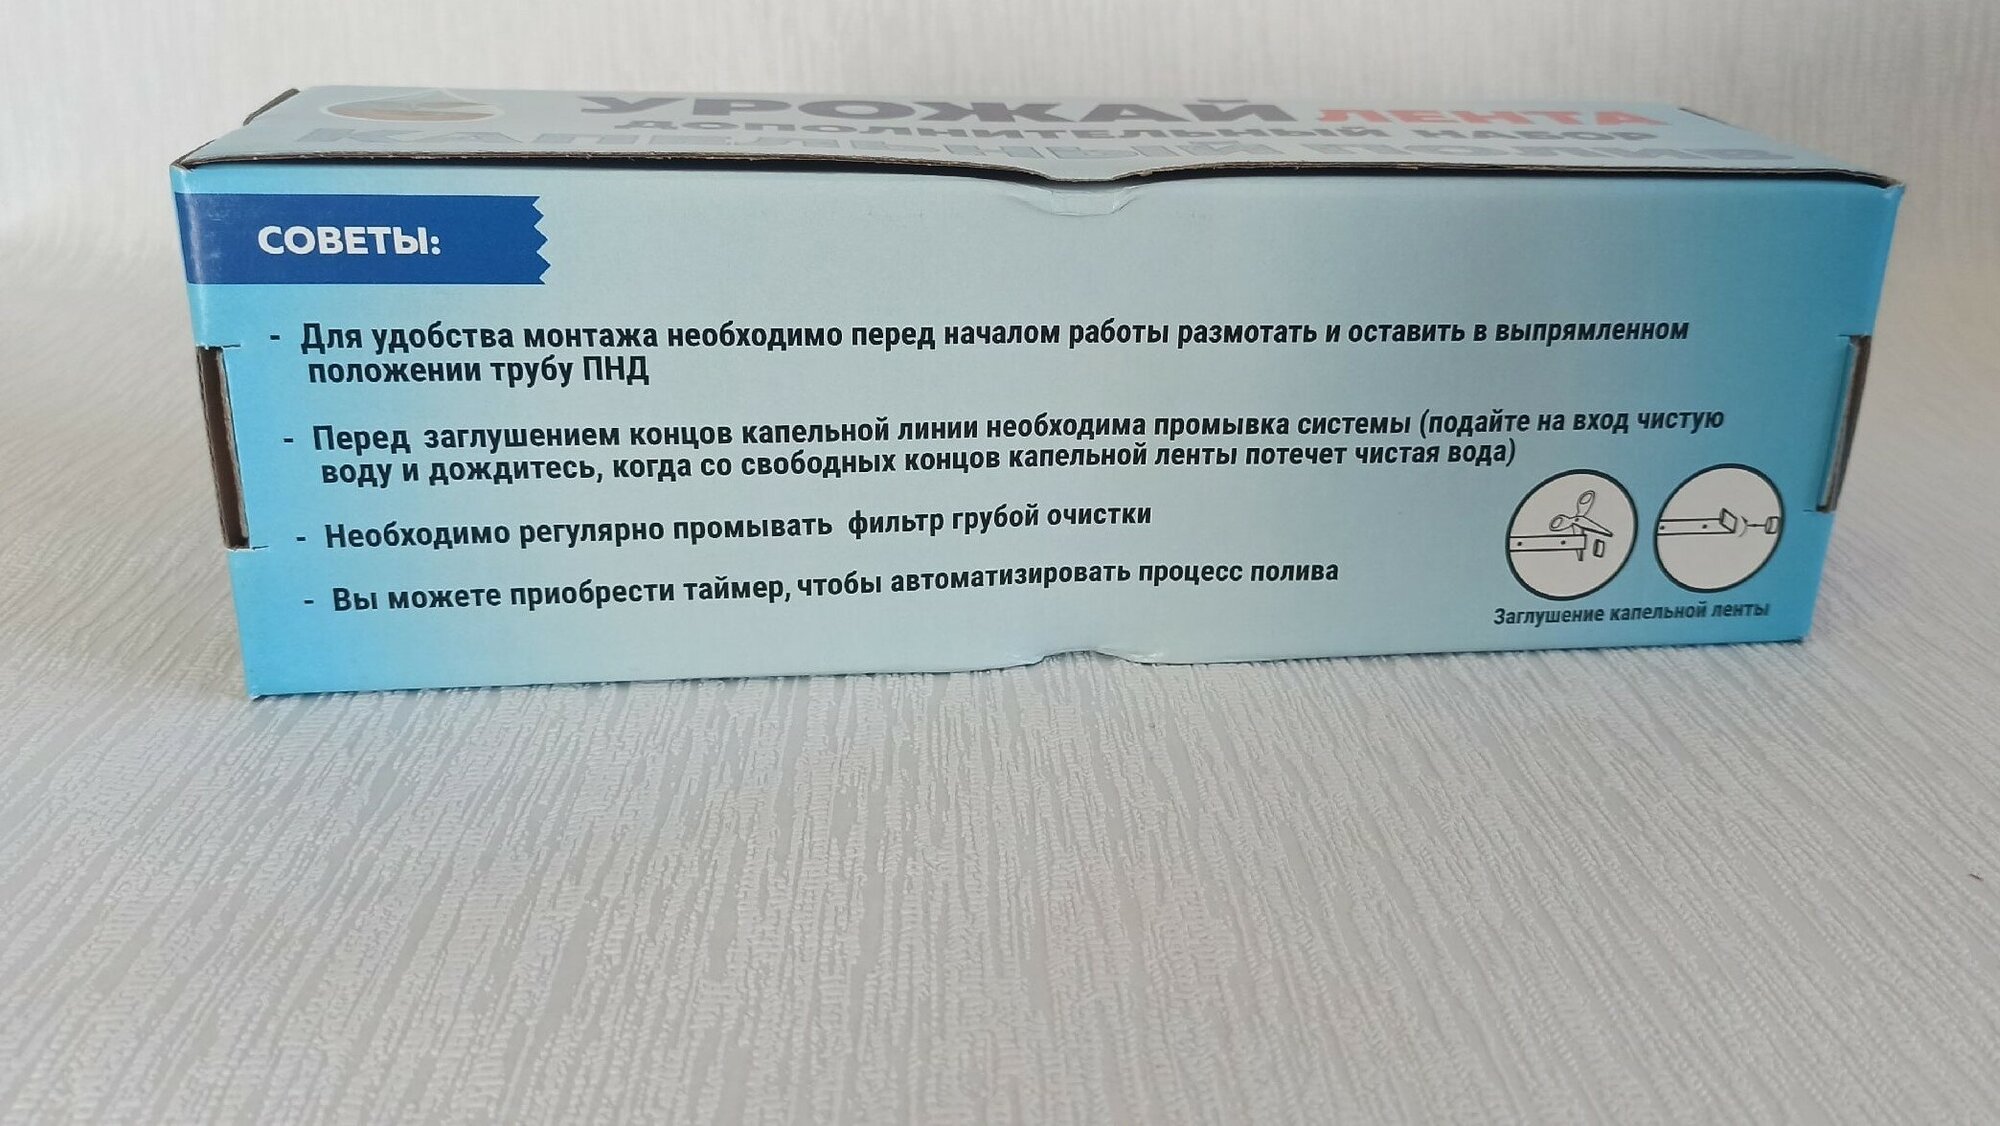 УРОЖАЙ ЛЕНТА
ДОПОЛНИТЕЛЬНЫЙ НАБОР
КАПЕЛЬНЫЙ ПОЛИВ
СОВЕТЫ:
- Для удобства монтажа необходимо перед началом работы размотать и оставить в выпрямленном
положении трубу ПНД
- Перед заглушением концов капельной линии необходима промывка системы (подайте на вход чистую
воду и дождитесь, когда со свободных концов капельной ленты потечет чистая вода)
- Необходимо регулярно промывать фильтр грубой очистки
- Вы можете приобрести таймер, чтобы автоматизировать процесс полива
Заглушение капельной ленты